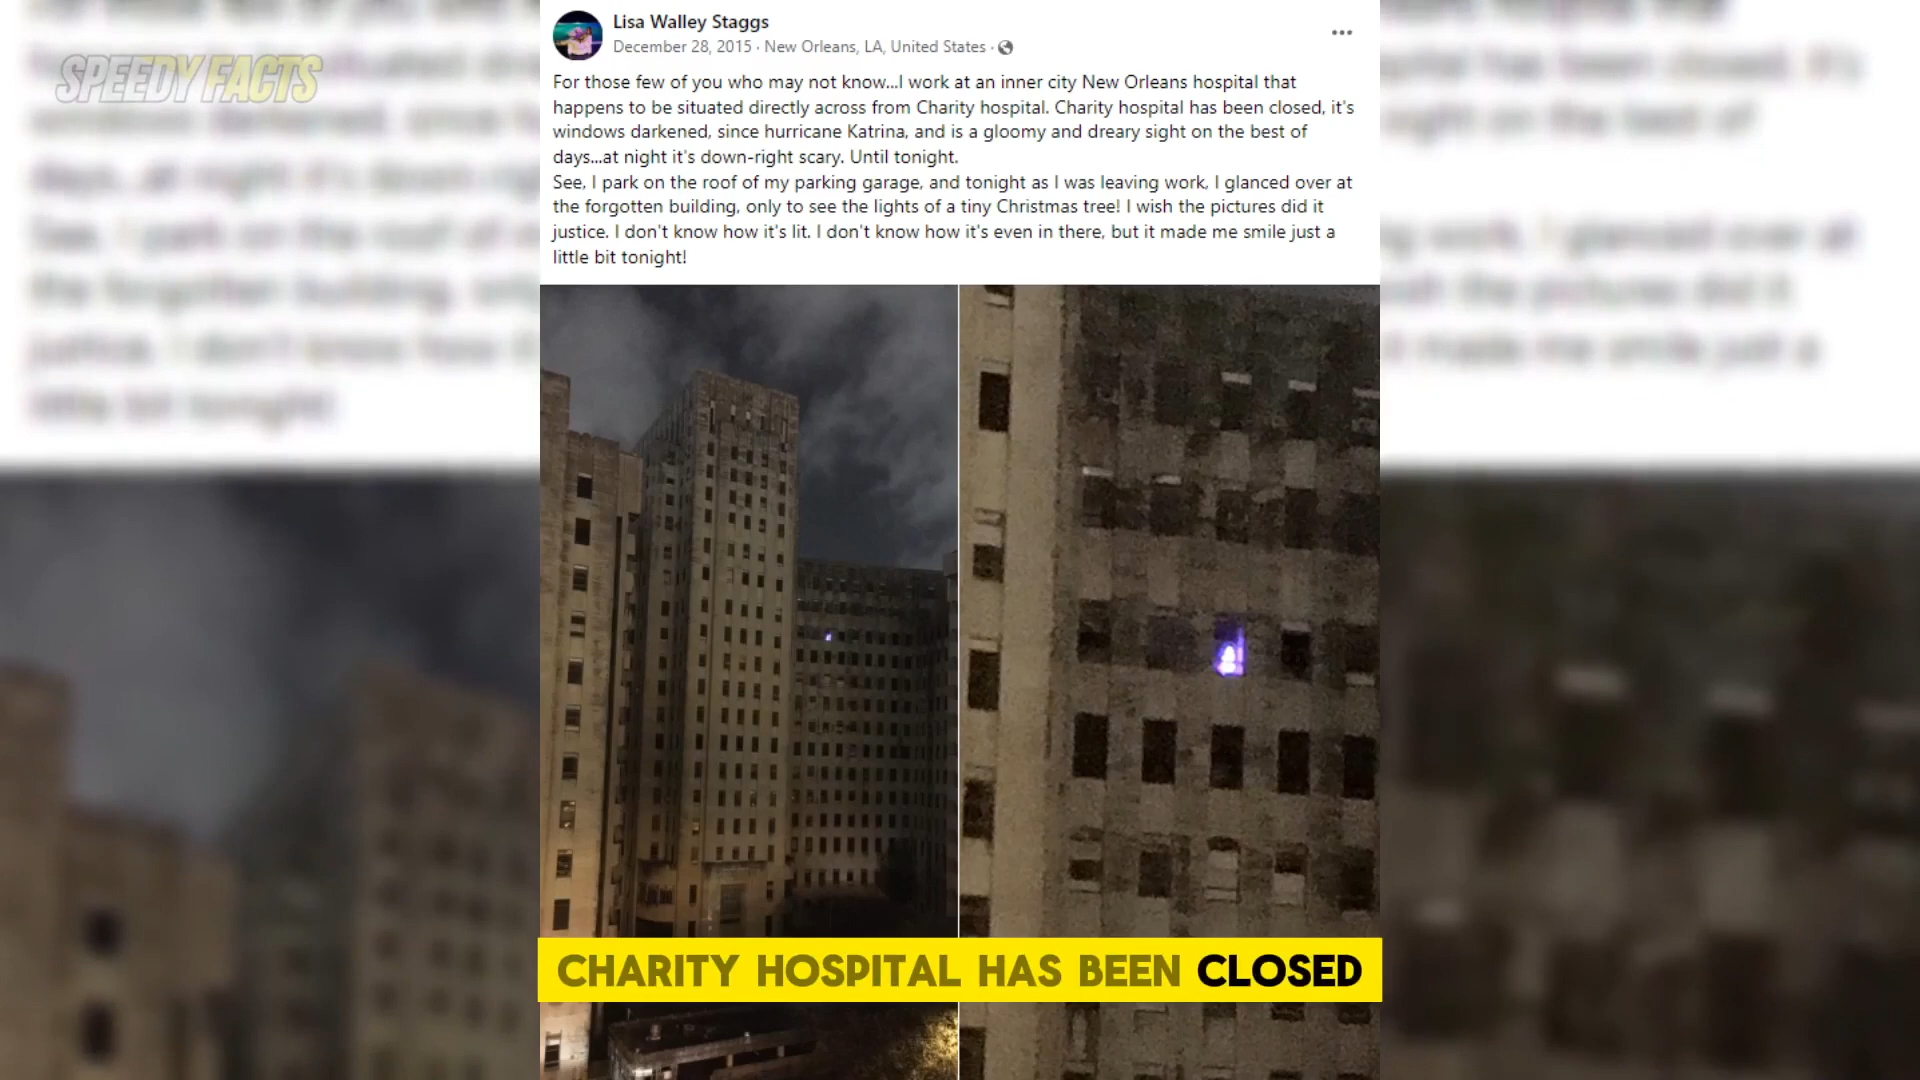 SPEEDY FACTS
Lisa Walley Staggs
December 28, 2015 · New Orleans, LA, United States ·
For those few of you who may not know...I work at an inner city New Orleans hospital that
happens to be situated directly across from Charity hospital. Charity hospital has been closed, it's
windows darkened, since hurricane Katrina, and is a gloomy and dreary sight on the best of
days...at night it's down-right scary. Until tonight.
See, I park on the roof of my parking garage, and tonight as I was leaving work, I glanced over at
the forgotten building, only to see the lights of a tiny Christmas tree! I wish the pictures did it
justice. I don't know how it's lit. I don't know how it's even in there, but it made me smile just a
little bit tonight!
CHARITY HOSPITAL HAS BEEN CLOSED